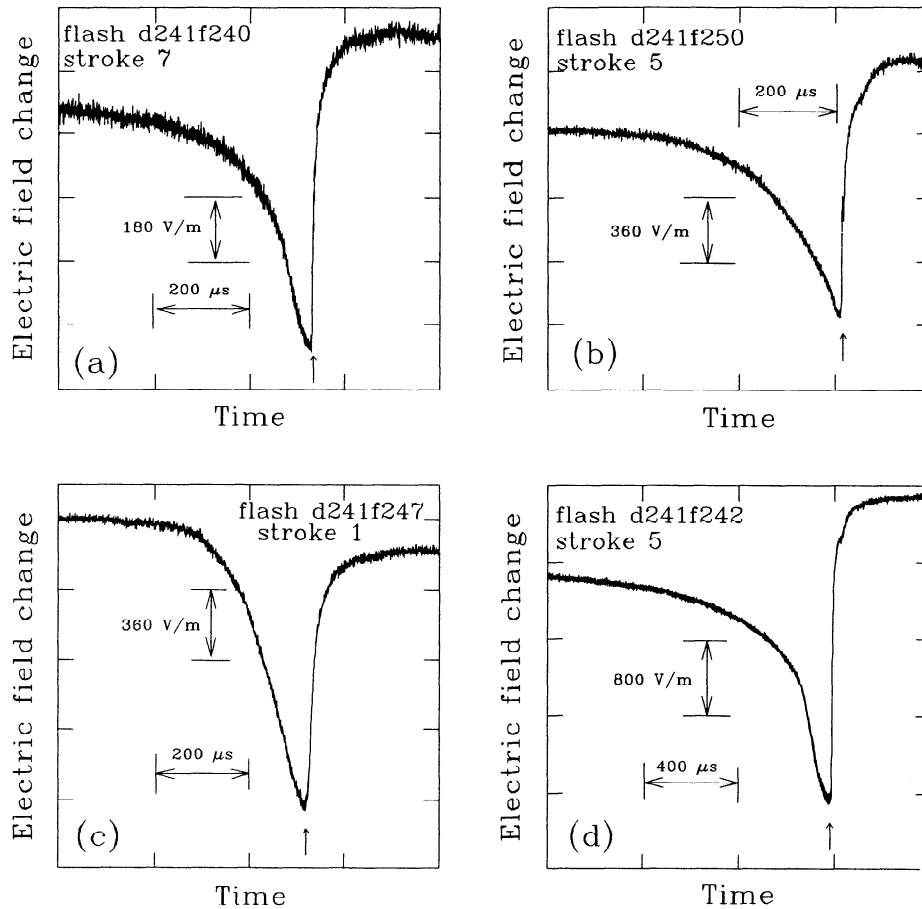 flash d241f240
stroke 7
Electric field change
180 V/m
200 μs
(a)
Time
flash d241f250
stroke 5
200 μs
Electric field change
360 V/m
(b)
Time
flash d241f247
stroke 1
Electric field change
360 V/m
200 μs
(c)
Time
flash d241f242
stroke 5
Electric field change
800 V/m
400 μs
(d)
Time